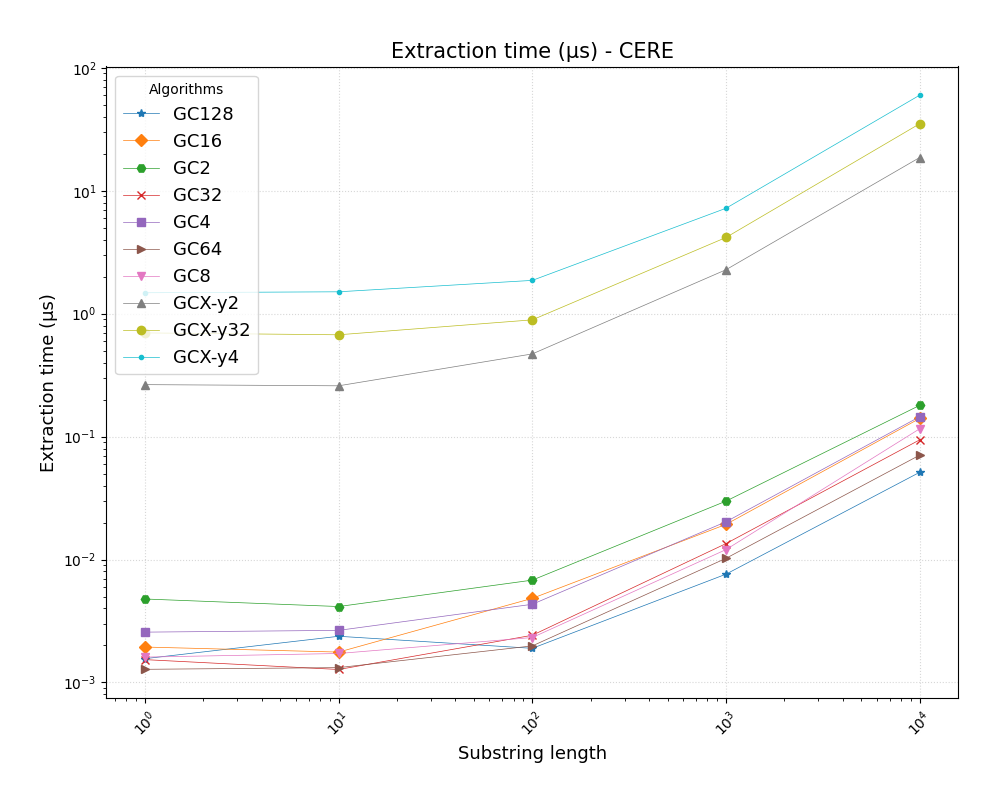 Extraction time (μs) - CERE
Algorithms
GC128
GC16
GC2
GC32
GC4
GC64
GC8
GCX-y2
GCX-y32
GCX-y4
Extraction time (μs)
10²
10¹
10⁰
10⁻¹
10⁻²
10⁻³
10⁰ 10¹ 10² 10³ 10⁴
Substring length